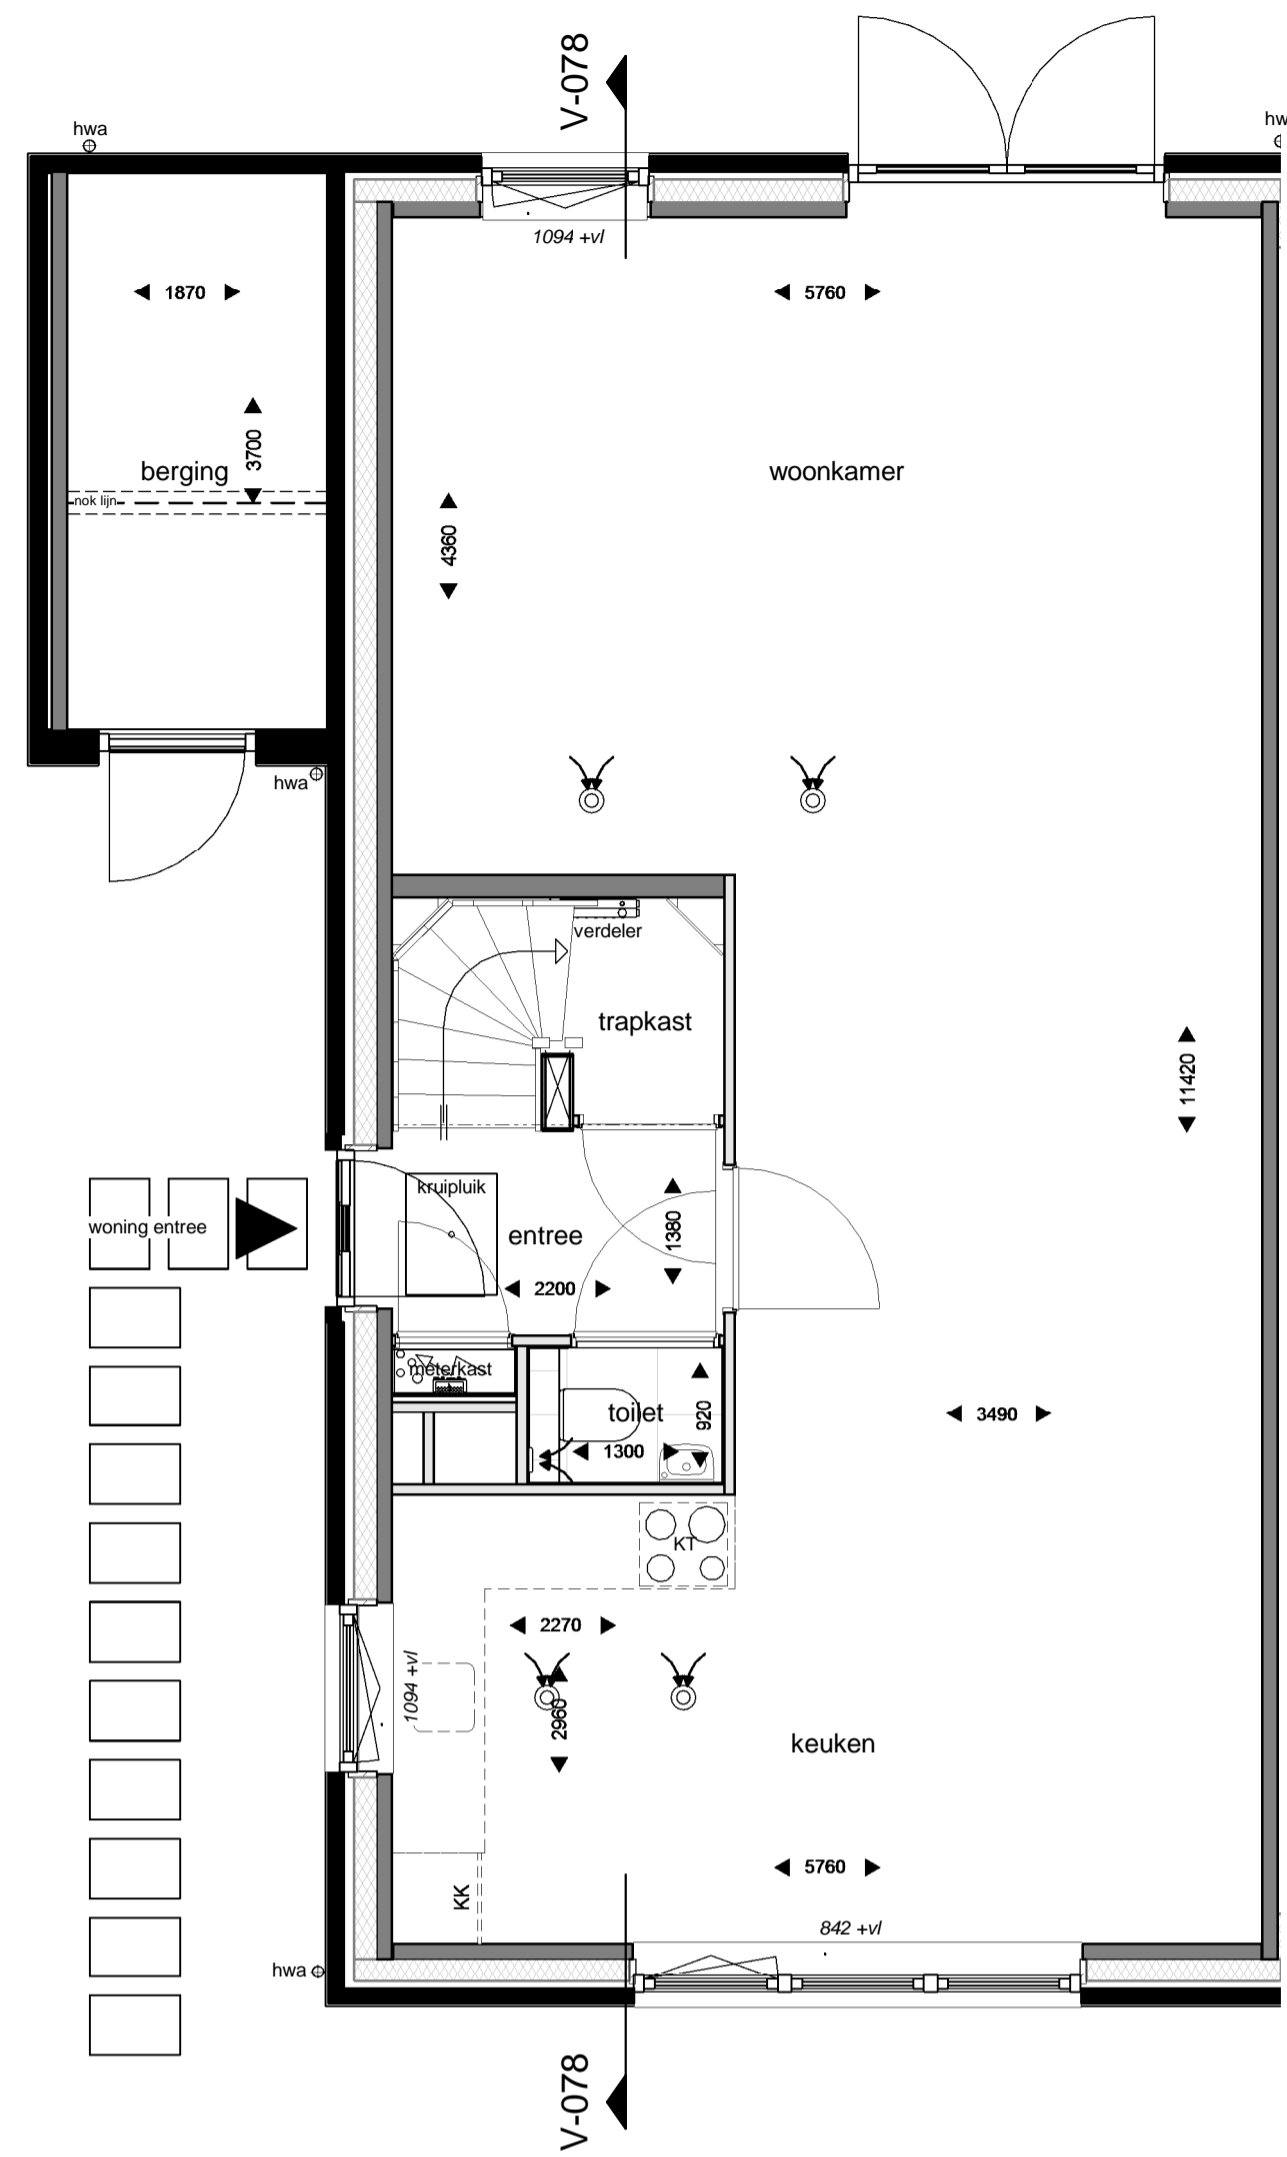 V-078
hwa
hw
1094 +vl
1870
5760
3700
berging
woonkamer
nok lijn
4360
hwa
verdeler
trapkast
11420
kruipluik
woning entree
entree
1380
2200
meterkast
toilet
920
3490
1300
KT
2270
1094 +vl
2960
keuken
5760
KK
842 +vl
hwa
V-078